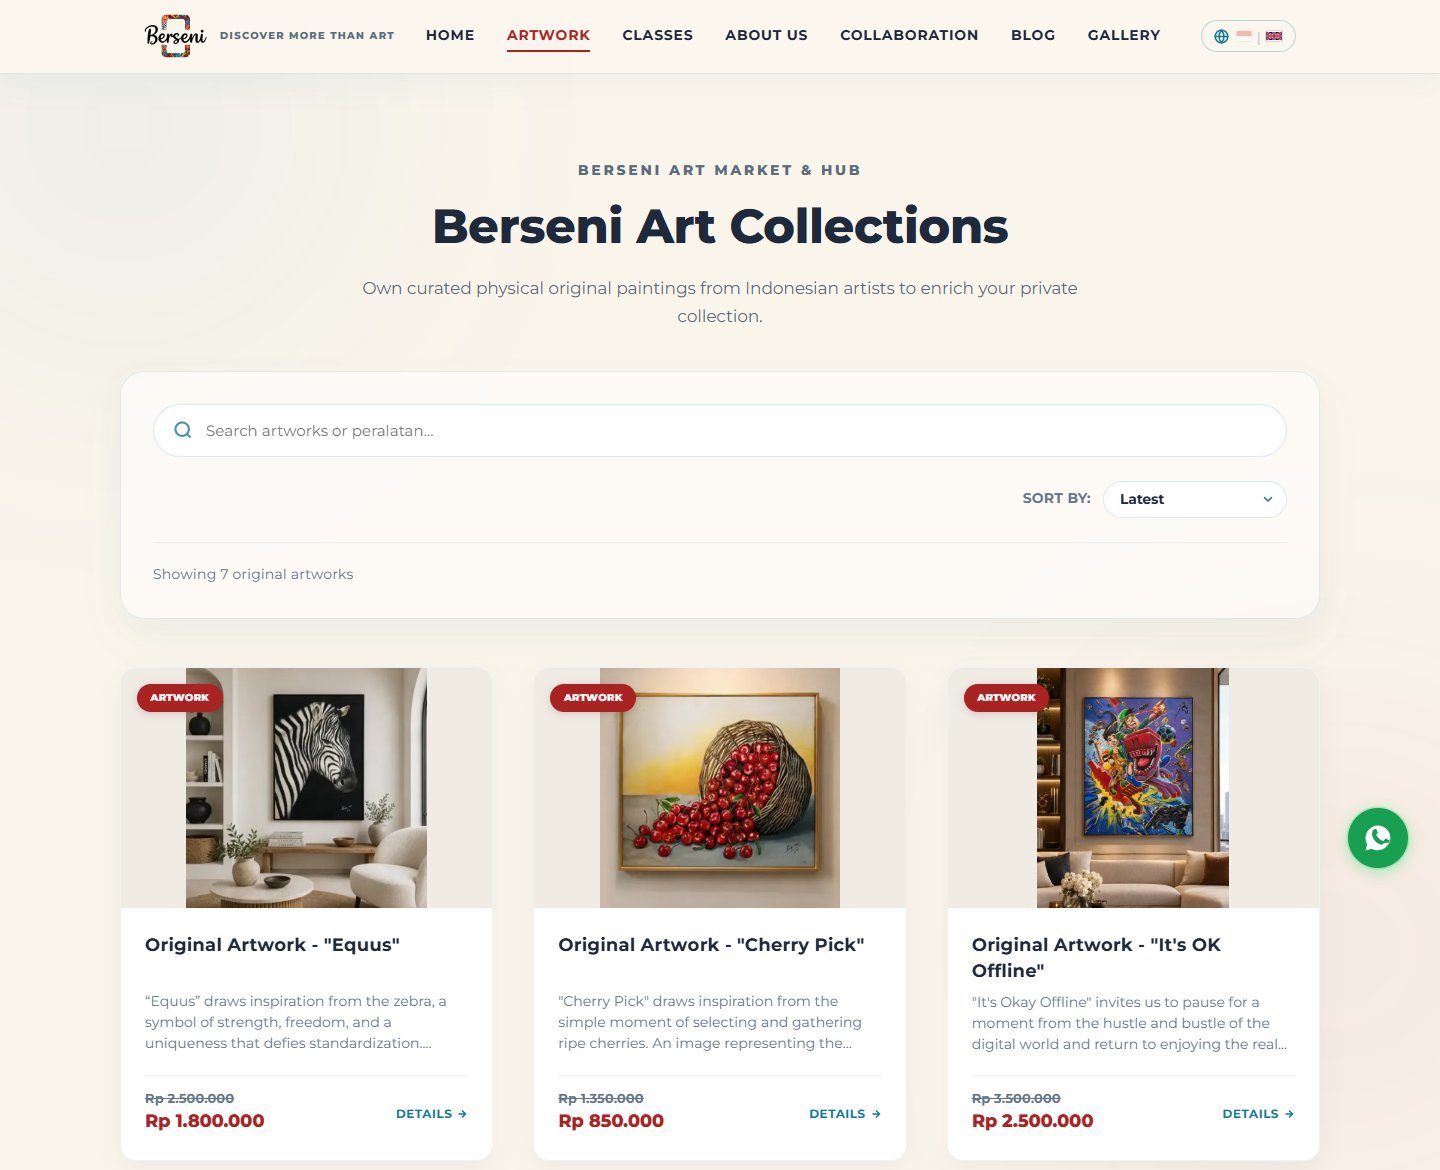 Berseni
DISCOVER MORE THAN ART
HOME
ARTWORK
CLASSES
ABOUT US
COLLABORATION
BLOG
GALLERY
|
BERSENI ART MARKET & HUB
Berseni Art Collections
Own curated physical original paintings from Indonesian artists to enrich your private
collection.
Search artworks or peralatan...
SORT BY:
Latest
Showing 7 original artworks
ARTWORK
Original Artwork - "Equus"
“Equus” draws inspiration from the zebra, a
symbol of strength, freedom, and a
uniqueness that defies standardization....
Rp 2.500.000
Rp 1.800.000
DETAILS →
ARTWORK
Original Artwork - "Cherry Pick"
"Cherry Pick" draws inspiration from the
simple moment of selecting and gathering
ripe cherries. An image representing the...
Rp 1.350.000
Rp 850.000
DETAILS →
ARTWORK
Original Artwork - "It's OK
Offline"
"It's Okay Offline" invites us to pause for a
moment from the hustle and bustle of the
digital world and return to enjoying the real...
Rp 3.500.000
Rp 2.500.000
DETAILS →